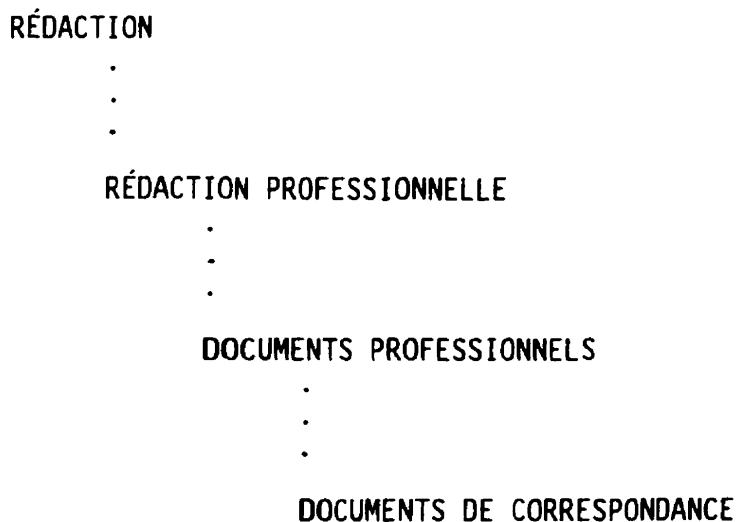 RÉDACTION
.
.
.
RÉDACTION PROFESSIONNELLE
.
.
.
DOCUMENTS PROFESSIONNELS
.
.
.
DOCUMENTS DE CORRESPONDANCE